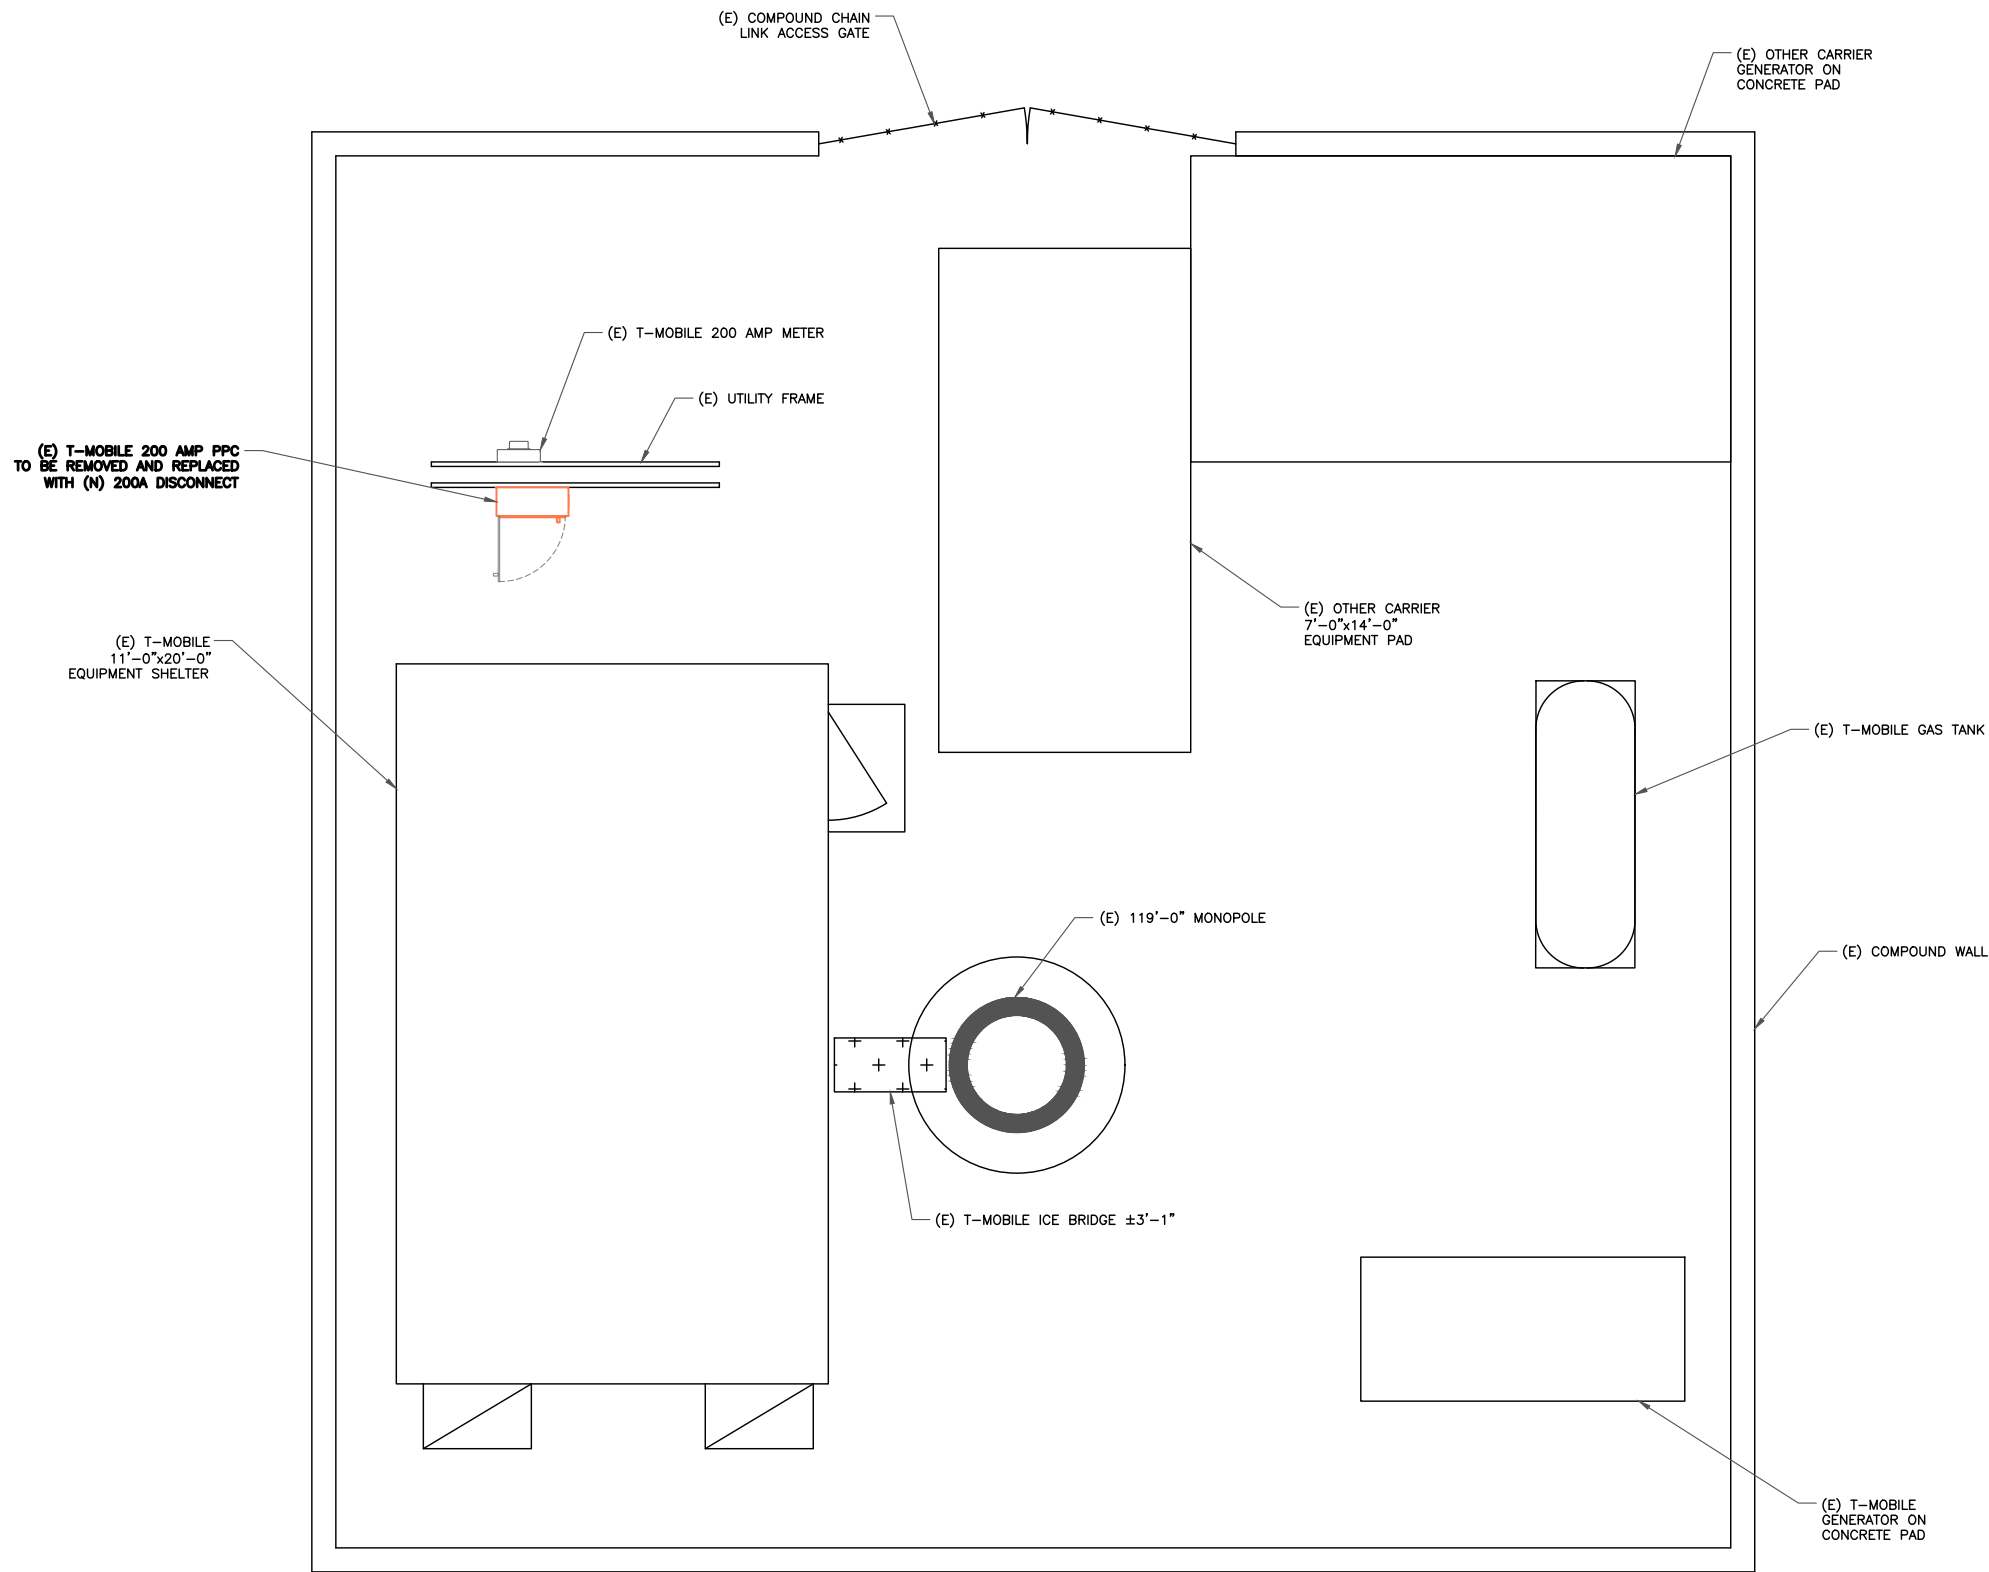 (E) COMPOUND CHAIN
LINK ACCESS GATE
(E) OTHER CARRIER
GENERATOR ON
CONCRETE PAD
(E) T-MOBILE 200 AMP METER
(E) UTILITY FRAME
(E) T-MOBILE 200 AMP PPC
TO BE REMOVED AND REPLACED
WITH (N) 200A DISCONNECT
(E) OTHER CARRIER
7'-0"x14'-0"
EQUIPMENT PAD
(E) T-MOBILE
11'-0"x20'-0"
EQUIPMENT SHELTER
(E) T-MOBILE GAS TANK
(E) 119'-0" MONOPOLE
(E) COMPOUND WALL
(E) T-MOBILE ICE BRIDGE ±3'-1"
(E) T-MOBILE
GENERATOR ON
CONCRETE PAD